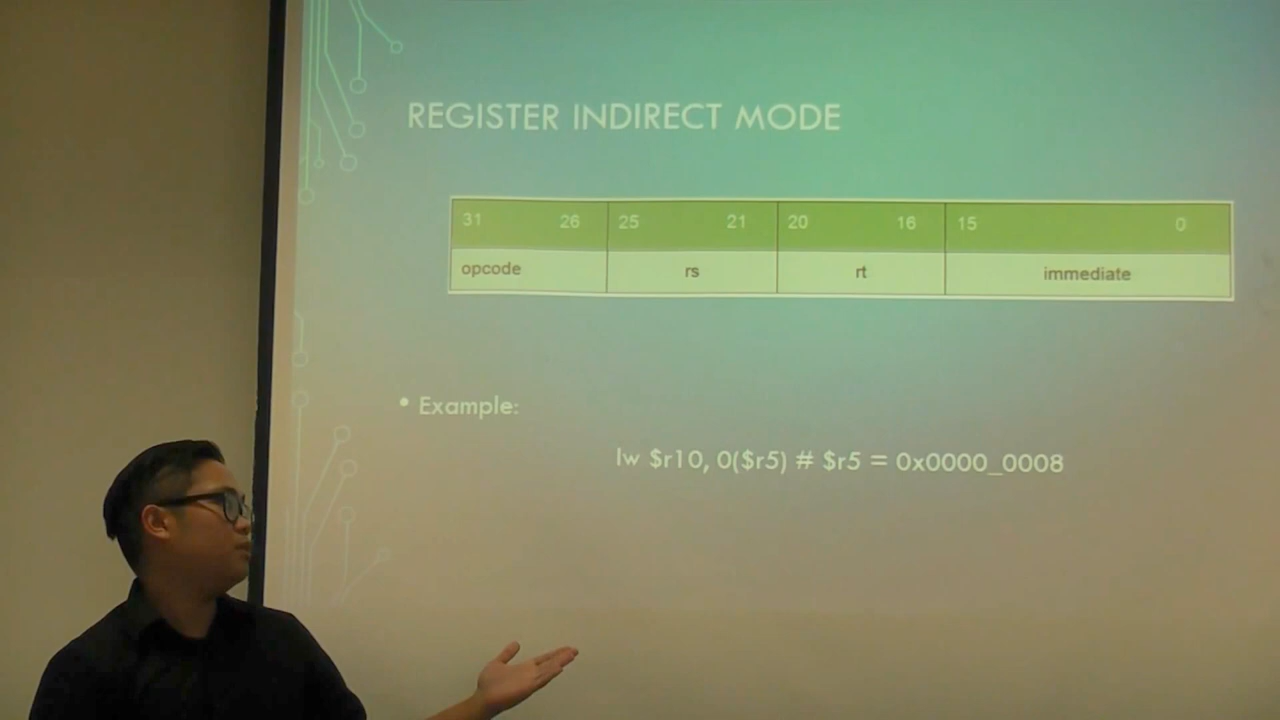 REGISTER INDIRECT MODE
31 26 25 21 20 16 15 0
opcode rs rt immediate
• Example:
lw $r10, 0($r5) # $r5 = 0x0000_0008